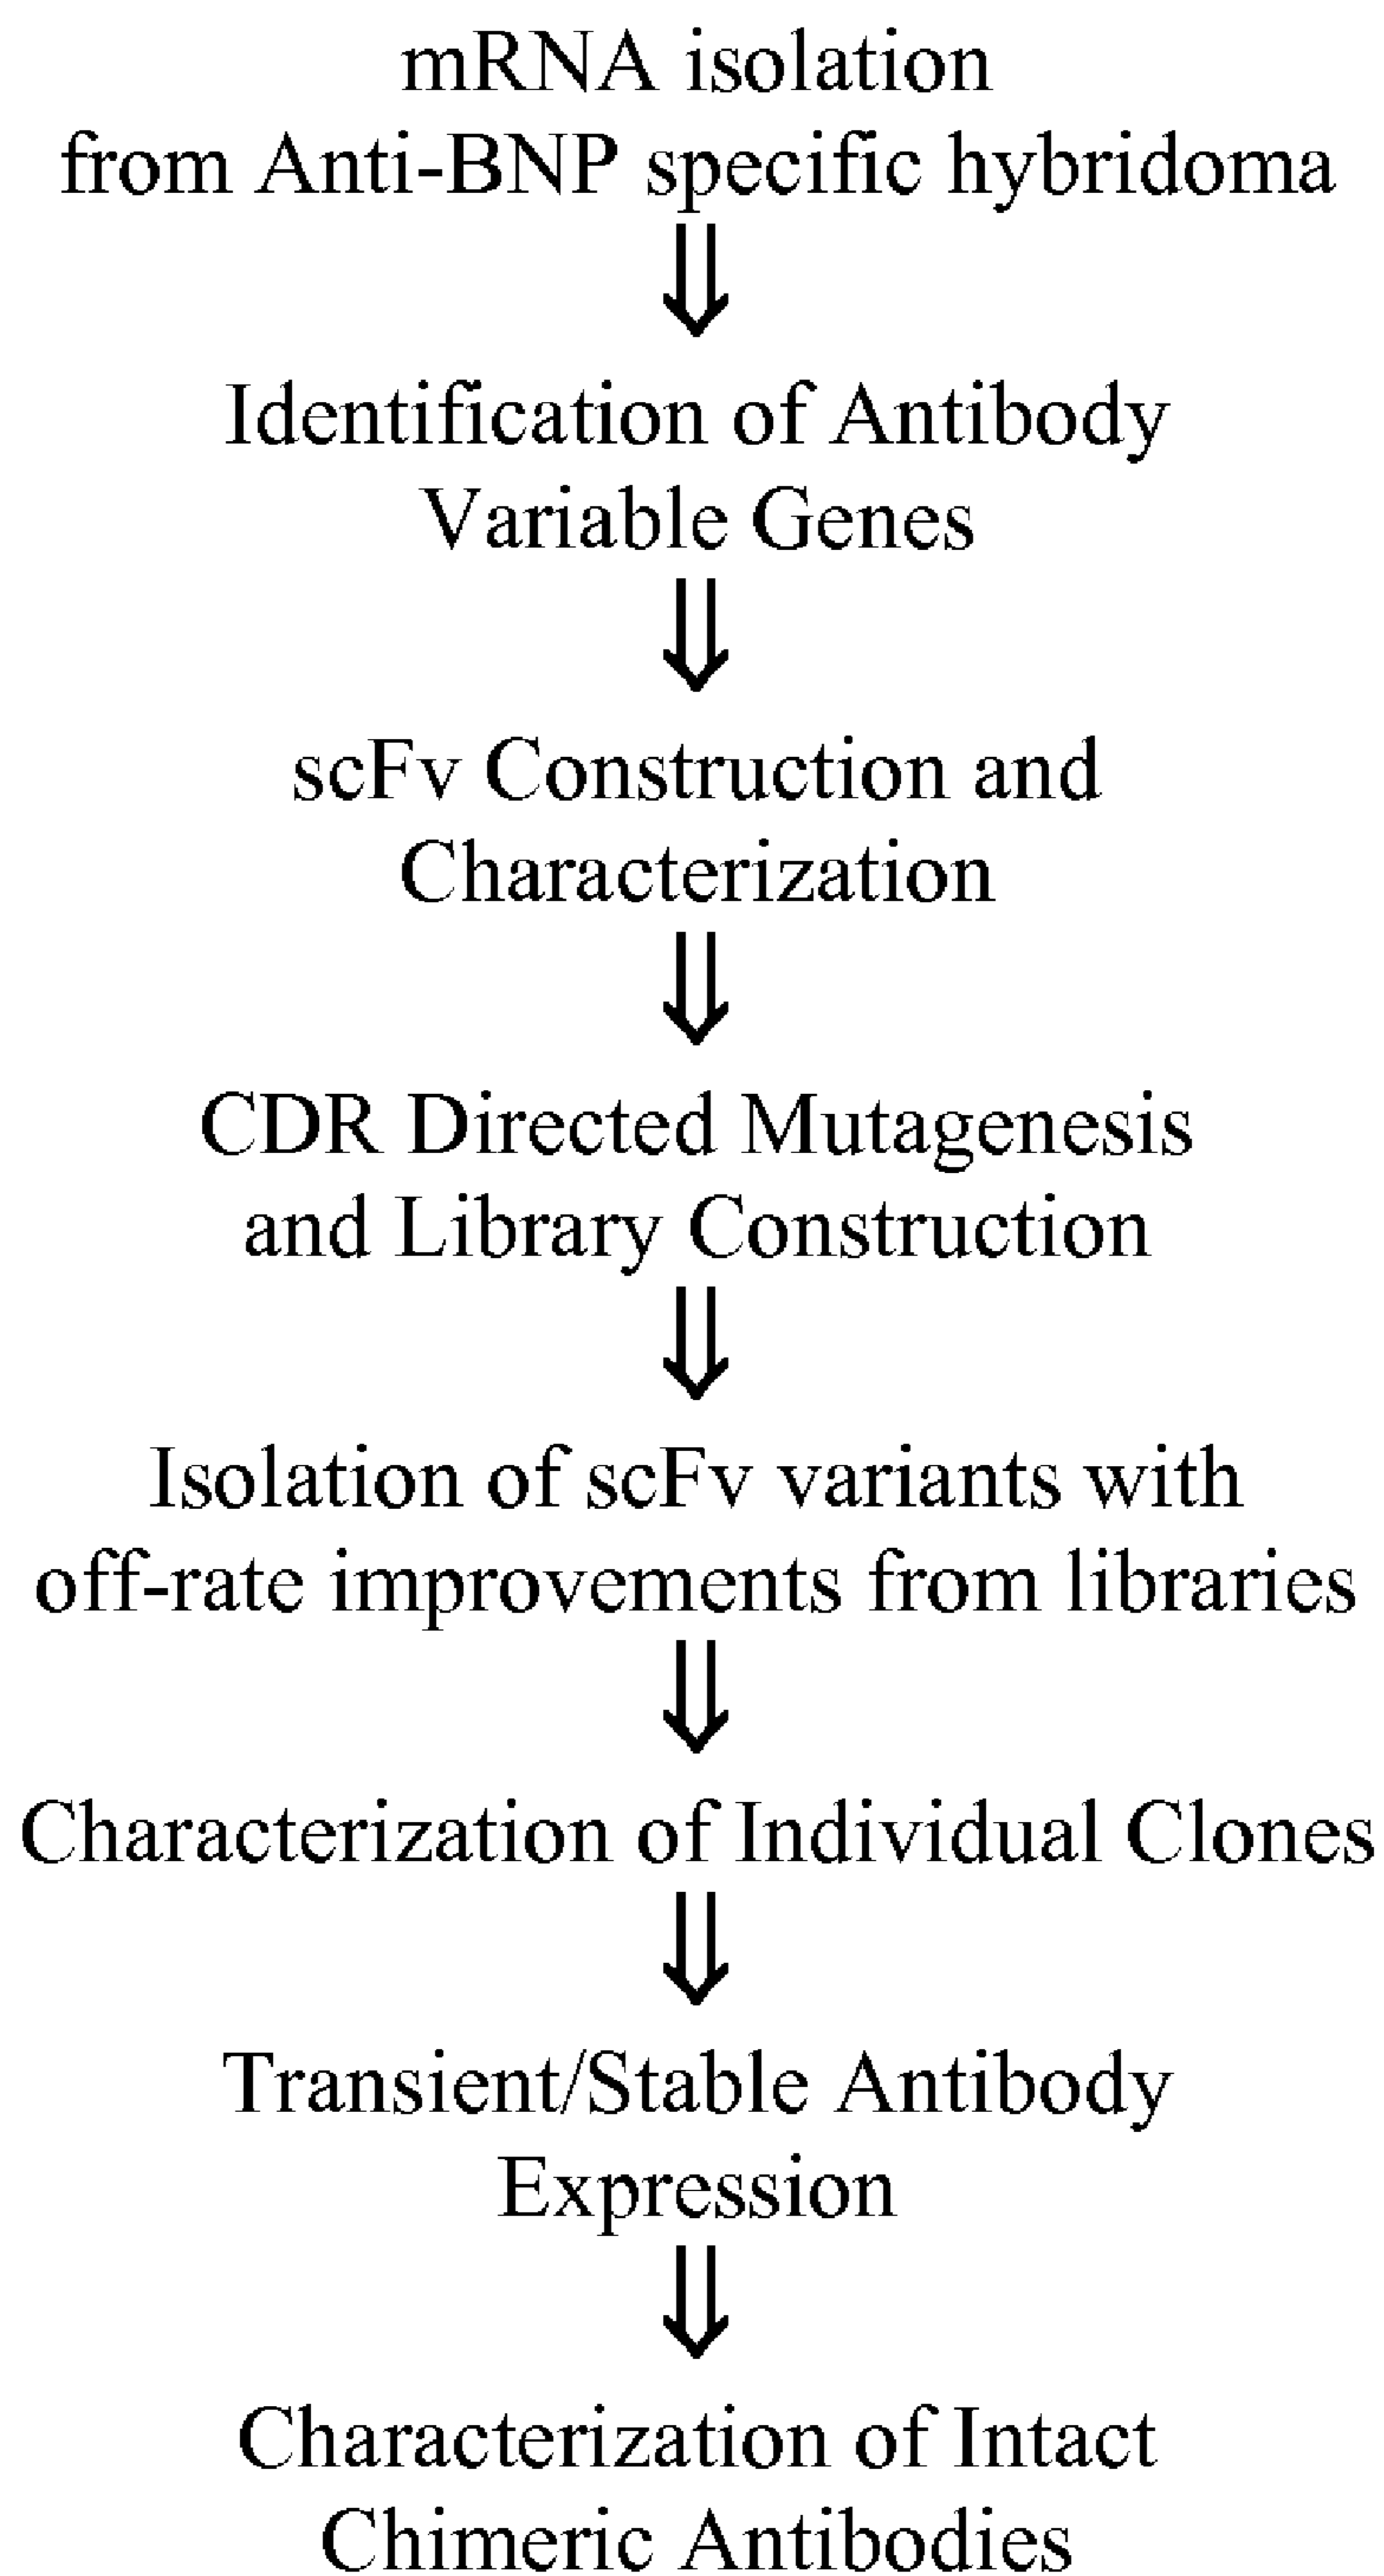 mRNA isolation
from Anti-BNP specific hybridoma
⇓
Identification of Antibody
Variable Genes
⇓
scFv Construction and
Characterization
⇓
CDR Directed Mutagenesis
and Library Construction
⇓
Isolation of scFv variants with
off-rate improvements from libraries
⇓
Characterization of Individual Clones
⇓
Transient/Stable Antibody
Expression
⇓
Characterization of Intact
Chimeric Antibodies